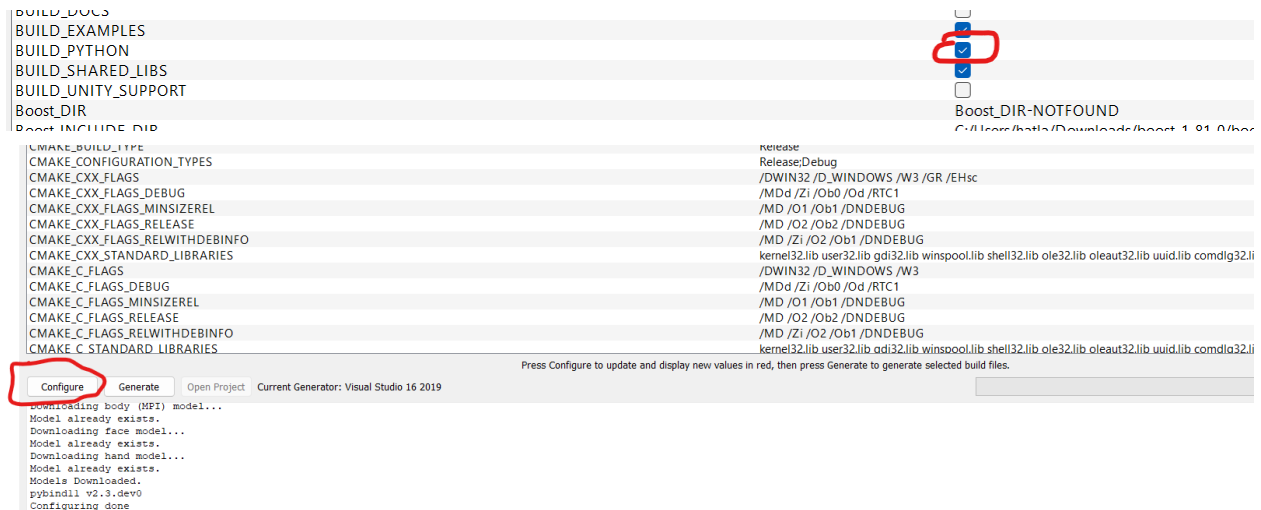 BUILD_DOCS
BUILD_EXAMPLES
BUILD_PYTHON
BUILD_SHARED_LIBS
BUILD_UNITY_SUPPORT
Boost_DIR Boost_DIR-NOTFOUND
Boost_INCLUDE_DIR C:/Users/hatla/Downloads/boost_1_81_0/boo
CMAKE_BUILD_TYPE Release
CMAKE_CONFIGURATION_TYPES Release;Debug
CMAKE_CXX_FLAGS /DWIN32 /D_WINDOWS /W3 /GR /EHsc
CMAKE_CXX_FLAGS_DEBUG /MDd /Zi /Ob0 /Od /RTC1
CMAKE_CXX_FLAGS_MINSIZEREL /MD /O1 /Ob1 /DNDEBUG
CMAKE_CXX_FLAGS_RELEASE /MD /O2 /Ob2 /DNDEBUG
CMAKE_CXX_FLAGS_RELWITHDEBINFO /MD /Zi /O2 /Ob1 /DNDEBUG
CMAKE_CXX_STANDARD_LIBRARIES kernel32.lib user32.lib gdi32.lib winspool.lib shell32.lib ole32.lib oleaut32.lib uuid.lib comdlg32.li
CMAKE_C_FLAGS /DWIN32 /D_WINDOWS /W3
CMAKE_C_FLAGS_DEBUG /MDd /Zi /Ob0 /Od /RTC1
CMAKE_C_FLAGS_MINSIZEREL /MD /O1 /Ob1 /DNDEBUG
CMAKE_C_FLAGS_RELEASE /MD /O2 /Ob2 /DNDEBUG
CMAKE_C_FLAGS_RELWITHDEBINFO /MD /Zi /O2 /Ob1 /DNDEBUG
CMAKE_C_STANDARD_LIBRARIES kernel32.lib user32.lib gdi32.lib winspool.lib shell32.lib ole32.lib oleaut32.lib uuid.lib comdlg32.li
Press Configure to update and display new values in red, then press Generate to generate selected build files.
Configure Generate Open Project Current Generator: Visual Studio 16 2019
Downloading body (MPI) model...
Model already exists.
Downloading face model...
Model already exists.
Downloading hand model...
Model already exists.
Models Downloaded.
pybind11 v2.3.dev0
Configuring done